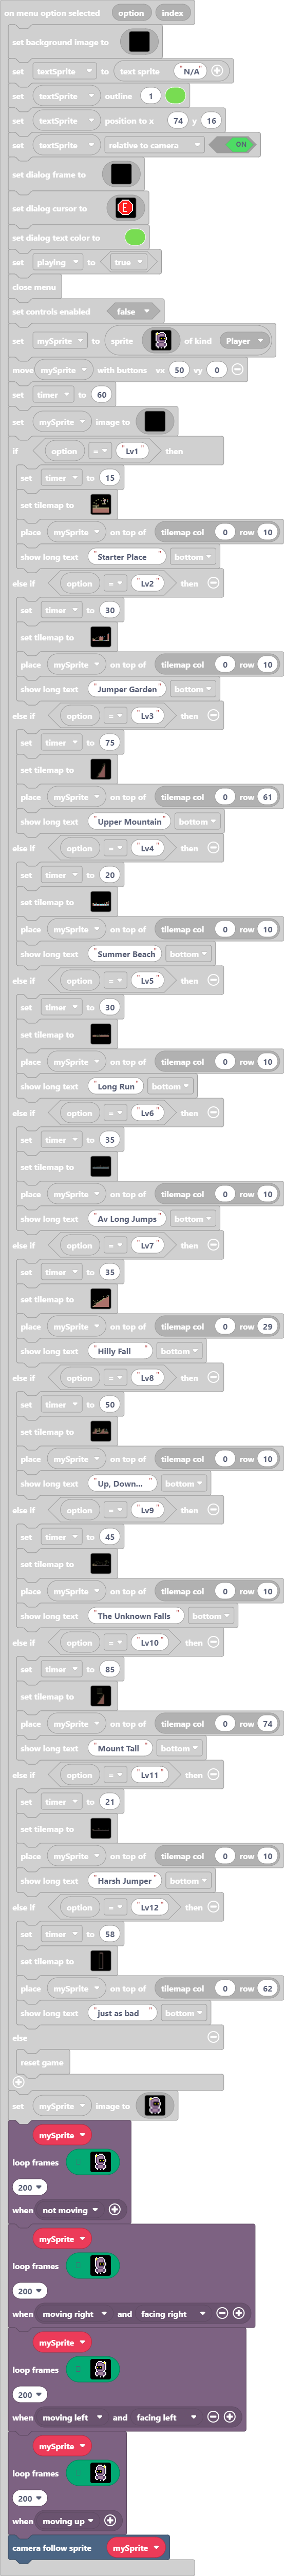 on menu option selected option index
set background image to
set textSprite to text sprite "N/A"
set textSprite outline 1
set textSprite position to x 74 y 16
set textSprite relative to camera ON
set dialog frame to
set dialog cursor to E
set dialog text color to
set playing to true
close menu
set controls enabled false
set mySprite to sprite of kind Player
move mySprite with buttons vx 50 vy 0
set timer to 60
set mySprite image to
if option = "Lv1" then
set timer to 15
set tilemap to
place mySprite on top of tilemap col 0 row 10
show long text "Starter Place" bottom
else if option = "Lv2" then
set timer to 30
set tilemap to
place mySprite on top of tilemap col 0 row 10
show long text "Jumper Garden" bottom
else if option = "Lv3" then
set timer to 75
set tilemap to
place mySprite on top of tilemap col 0 row 61
show long text "Upper Mountain" bottom
else if option = "Lv4" then
set timer to 20
set tilemap to
place mySprite on top of tilemap col 0 row 10
show long text "Summer Beach" bottom
else if option = "Lv5" then
set timer to 30
set tilemap to
place mySprite on top of tilemap col 0 row 10
show long text "Long Run" bottom
else if option = "Lv6" then
set timer to 35
set tilemap to
place mySprite on top of tilemap col 0 row 10
show long text "Av Long Jumps" bottom
else if option = "Lv7" then
set timer to 35
set tilemap to
place mySprite on top of tilemap col 0 row 29
show long text "Hilly Fall" bottom
else if option = "Lv8" then
set timer to 50
set tilemap to
place mySprite on top of tilemap col 0 row 10
show long text "Up, Down..." bottom
else if option = "Lv9" then
set timer to 45
set tilemap to
place mySprite on top of tilemap col 0 row 10
show long text "The Unknown Falls" bottom
else if option = "Lv10" then
set timer to 85
set tilemap to
place mySprite on top of tilemap col 0 row 74
show long text "Mount Tall" bottom
else if option = "Lv11" then
set timer to 21
set tilemap to
place mySprite on top of tilemap col 0 row 10
show long text "Harsh Jumper" bottom
else if option = "Lv12" then
set timer to 58
set tilemap to
place mySprite on top of tilemap col 0 row 62
show long text "just as bad" bottom
else
reset game
set mySprite image to
mySprite
loop frames
200
when not moving
mySprite
loop frames
200
when moving right and facing right
mySprite
loop frames
200
when moving left and facing left
mySprite
loop frames
200
when moving up
camera follow sprite mySprite